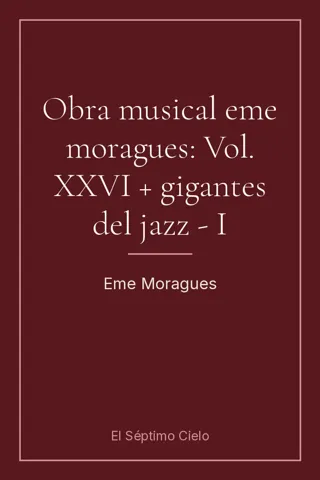 Obra musical eme
moragues: Vol.
XXVI + gigantes
del jazz - I
Eme Moragues
El Séptimo Cielo